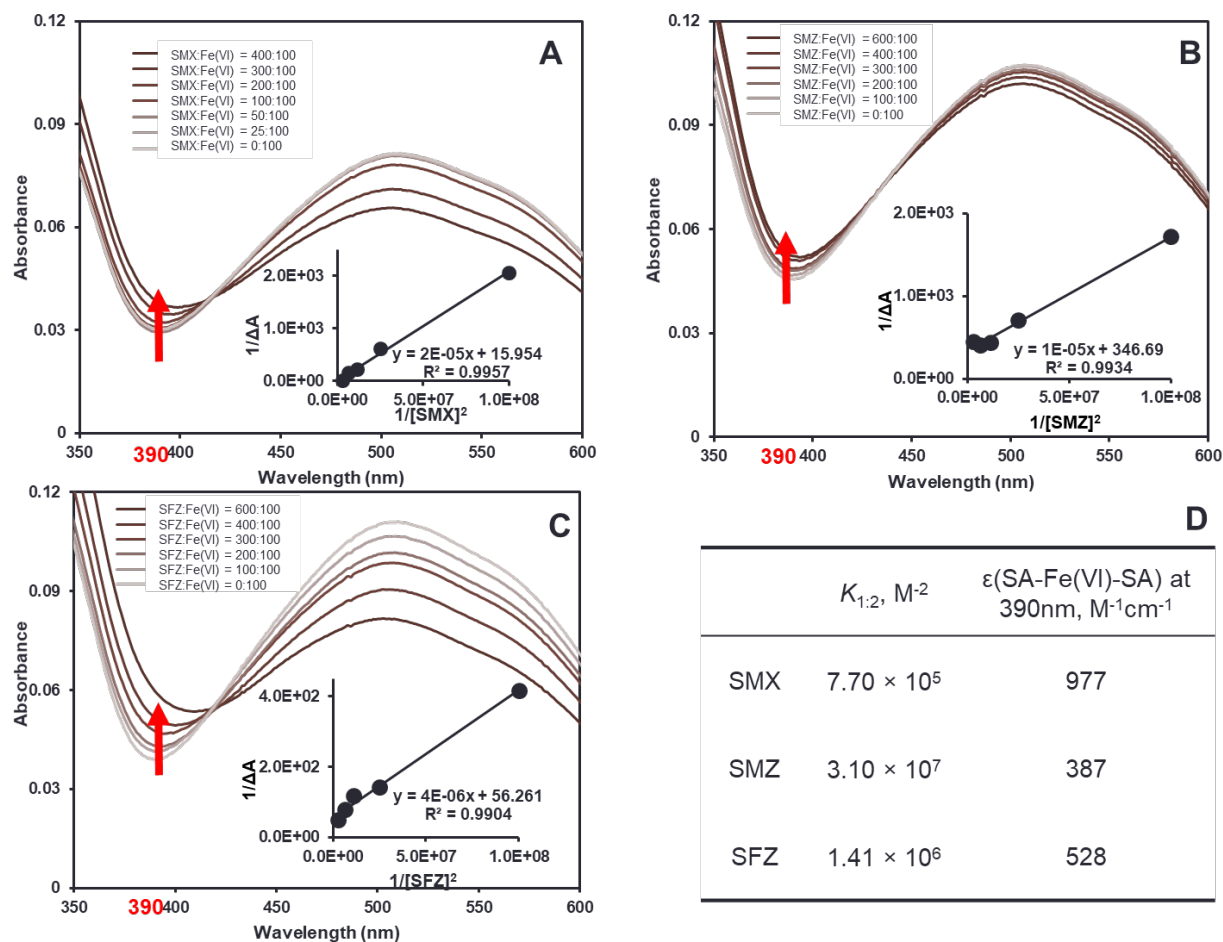 A
0.12
0.09
0.06
0.03
0
Absorbance
SMX:Fe(VI) = 400:100
SMX:Fe(VI) = 300:100
SMX:Fe(VI) = 200:100
SMX:Fe(VI) = 100:100
SMX:Fe(VI) = 50:100
SMX:Fe(VI) = 25:100
SMX:Fe(VI) = 0:100
2.0E+03
1.0E+03
0.0E+00
1/ΔA
y = 2E-05x + 15.954
R² = 0.9957
0.0E+00 5.0E+07 1.0E+08
1/[SMX]²
350 390 400 450 500 550 600
Wavelength (nm)
B
0.12
0.09
0.06
0.03
0
Absorbance
SMZ:Fe(VI) = 600:100
SMZ:Fe(VI) = 400:100
SMZ:Fe(VI) = 300:100
SMZ:Fe(VI) = 200:100
SMZ:Fe(VI) = 100:100
SMZ:Fe(VI) = 0:100
2.0E+03
1.0E+03
0.0E+00
1/ΔA
y = 1E-05x + 346.69
R² = 0.9934
0.0E+00 5.0E+07 1.0E+08
1/[SMZ]²
350 390 400 450 500 550 600
Wavelength (nm)
C
0.12
0.09
0.06
0.03
0
Absorbance
SFZ:Fe(VI) = 600:100
SFZ:Fe(VI) = 400:100
SFZ:Fe(VI) = 300:100
SFZ:Fe(VI) = 200:100
SFZ:Fe(VI) = 100:100
SFZ:Fe(VI) = 0:100
4.0E+02
2.0E+02
0.0E+00
1/ΔA
y = 4E-06x + 56.261
R² = 0.9904
0.0E+00 5.0E+07 1.0E+08
1/[SFZ]²
350 390 400 450 500 550 600
Wavelength (nm)
D
K1:2, M-2 ε(SA-Fe(VI)-SA) at
390nm, M-1cm-1
SMX 7.70 × 10⁵ 977
SMZ 3.10 × 10⁷ 387
SFZ 1.41 × 10⁶ 528